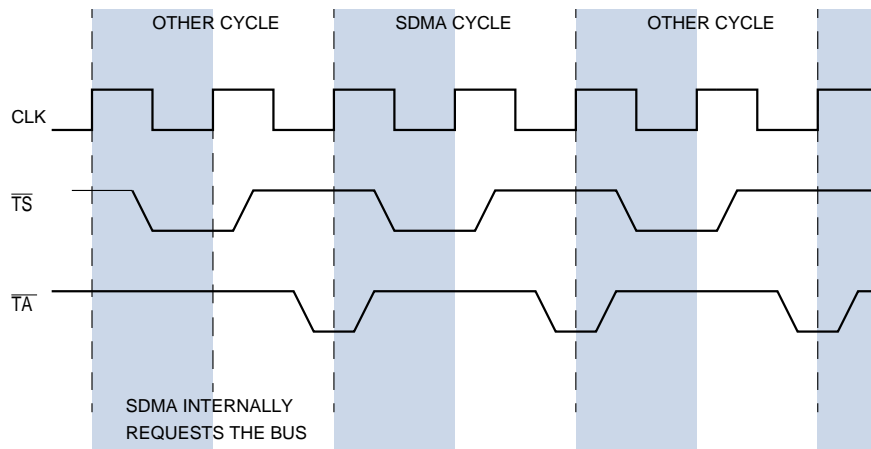 OTHER CYCLE SDMA CYCLE OTHER CYCLE
CLK
TS
TA
SDMA INTERNALLY
REQUESTS THE BUS